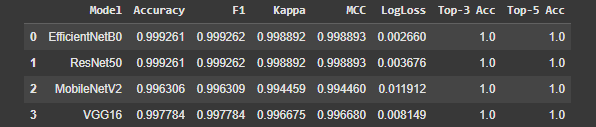 Model Accuracy F1 Kappa MCC LogLoss Top-3 Acc Top-5 Acc
0 EfficientNetB0 0.999261 0.999262 0.998892 0.998893 0.002660 1.0 1.0
1 ResNet50 0.999261 0.999262 0.998892 0.998893 0.003676 1.0 1.0
2 MobileNetV2 0.996306 0.996309 0.994459 0.994460 0.011912 1.0 1.0
3 VGG16 0.997784 0.997784 0.996675 0.996680 0.008149 1.0 1.0